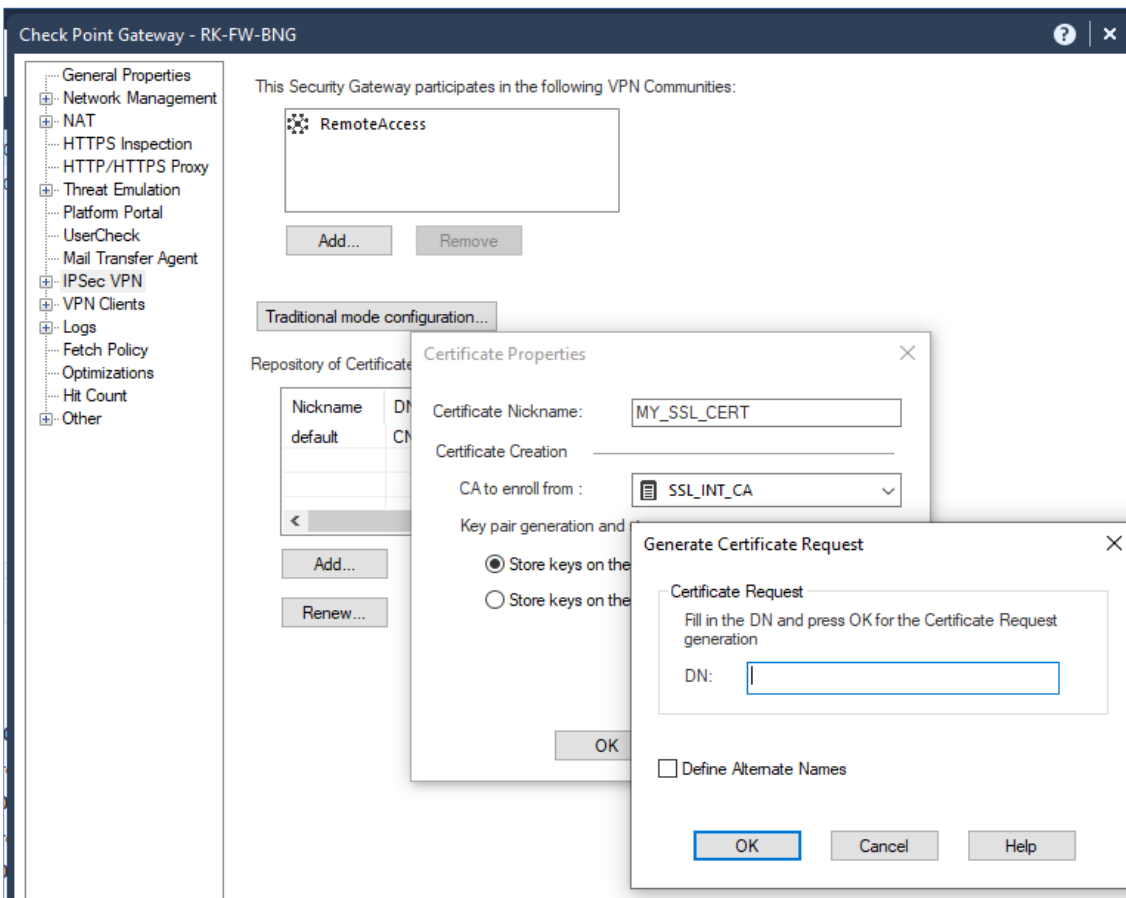 Check Point Gateway - RK-FW-BNG
General Properties
Network Management
NAT
HTTPS Inspection
HTTP/HTTPS Proxy
Threat Emulation
Platform Portal
UserCheck
Mail Transfer Agent
IPSec VPN
VPN Clients
Logs
Fetch Policy
Optimizations
Hit Count
Other
This Security Gateway participates in the following VPN Communities:
RemoteAccess
Add...
Remove
Traditional mode configuration...
Repository of Certificate
Nickname
default
Add...
Renew...
Certificate Properties
Certificate Nickname:
MY_SSL_CERT
Certificate Creation
CA to enroll from :
SSL_INT_CA
Key pair generation and
Store keys on the
Store keys on the
OK
Generate Certificate Request
Certificate Request
Fill in the DN and press OK for the Certificate Request
generation
DN:
Define Alternate Names
OK
Cancel
Help